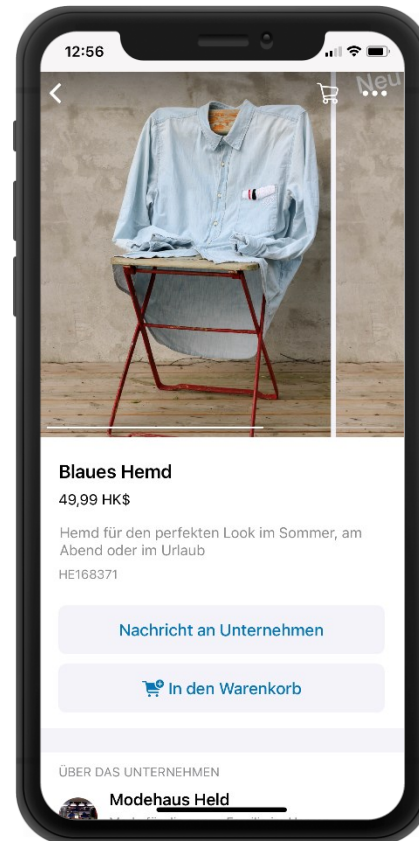 12:56
Neu
Blaues Hemd
49,99 HK$
Hemd für den perfekten Look im Sommer, am
Abend oder im Urlaub
HE168371
Nachricht an Unternehmen
In den Warenkorb
ÜBER DAS UNTERNEHMEN
Modehaus Held